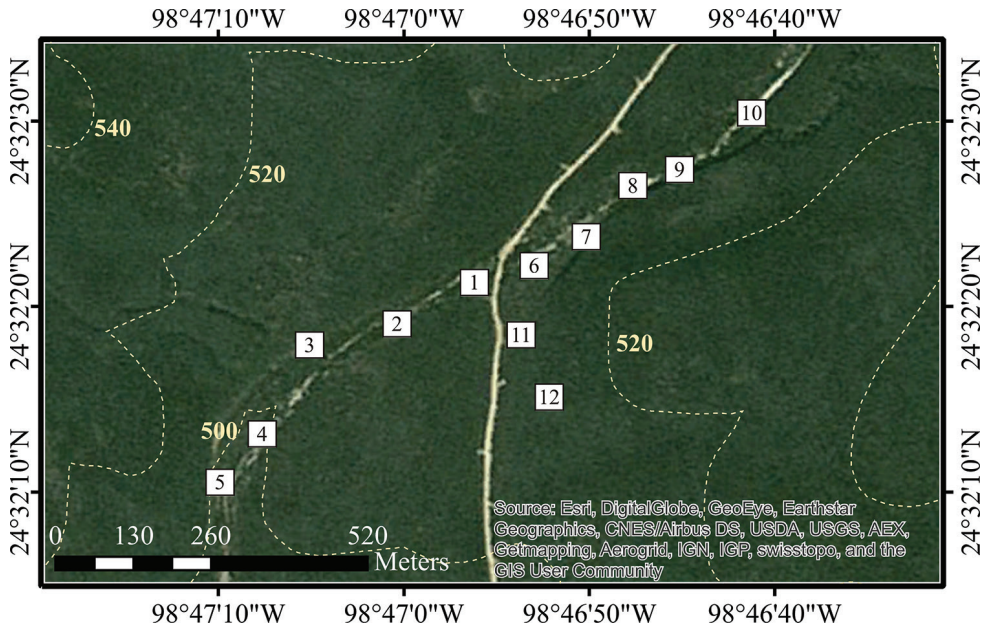 98°47'10"W 98°47'0"W 98°46'50"W 98°46'40"W
24°32'30"N
24°32'30"N
540
10
520
9
8
7
6
24°32'20"N
1
24°32'20"N
2
11
3
520
12
500
4
24°32'10"N
5
24°32'10"N
Source: Esri, DigitalGlobe, GeoEye, Earthstar
Geographics, CNES/Airbus DS, USDA, USGS, AEX,
Getmapping, Aerogrid, IGN, IGP, swisstopo, and the
GIS User Community
0 130 260 520
Meters
98°47'10"W 98°47'0"W 98°46'50"W 98°46'40"W